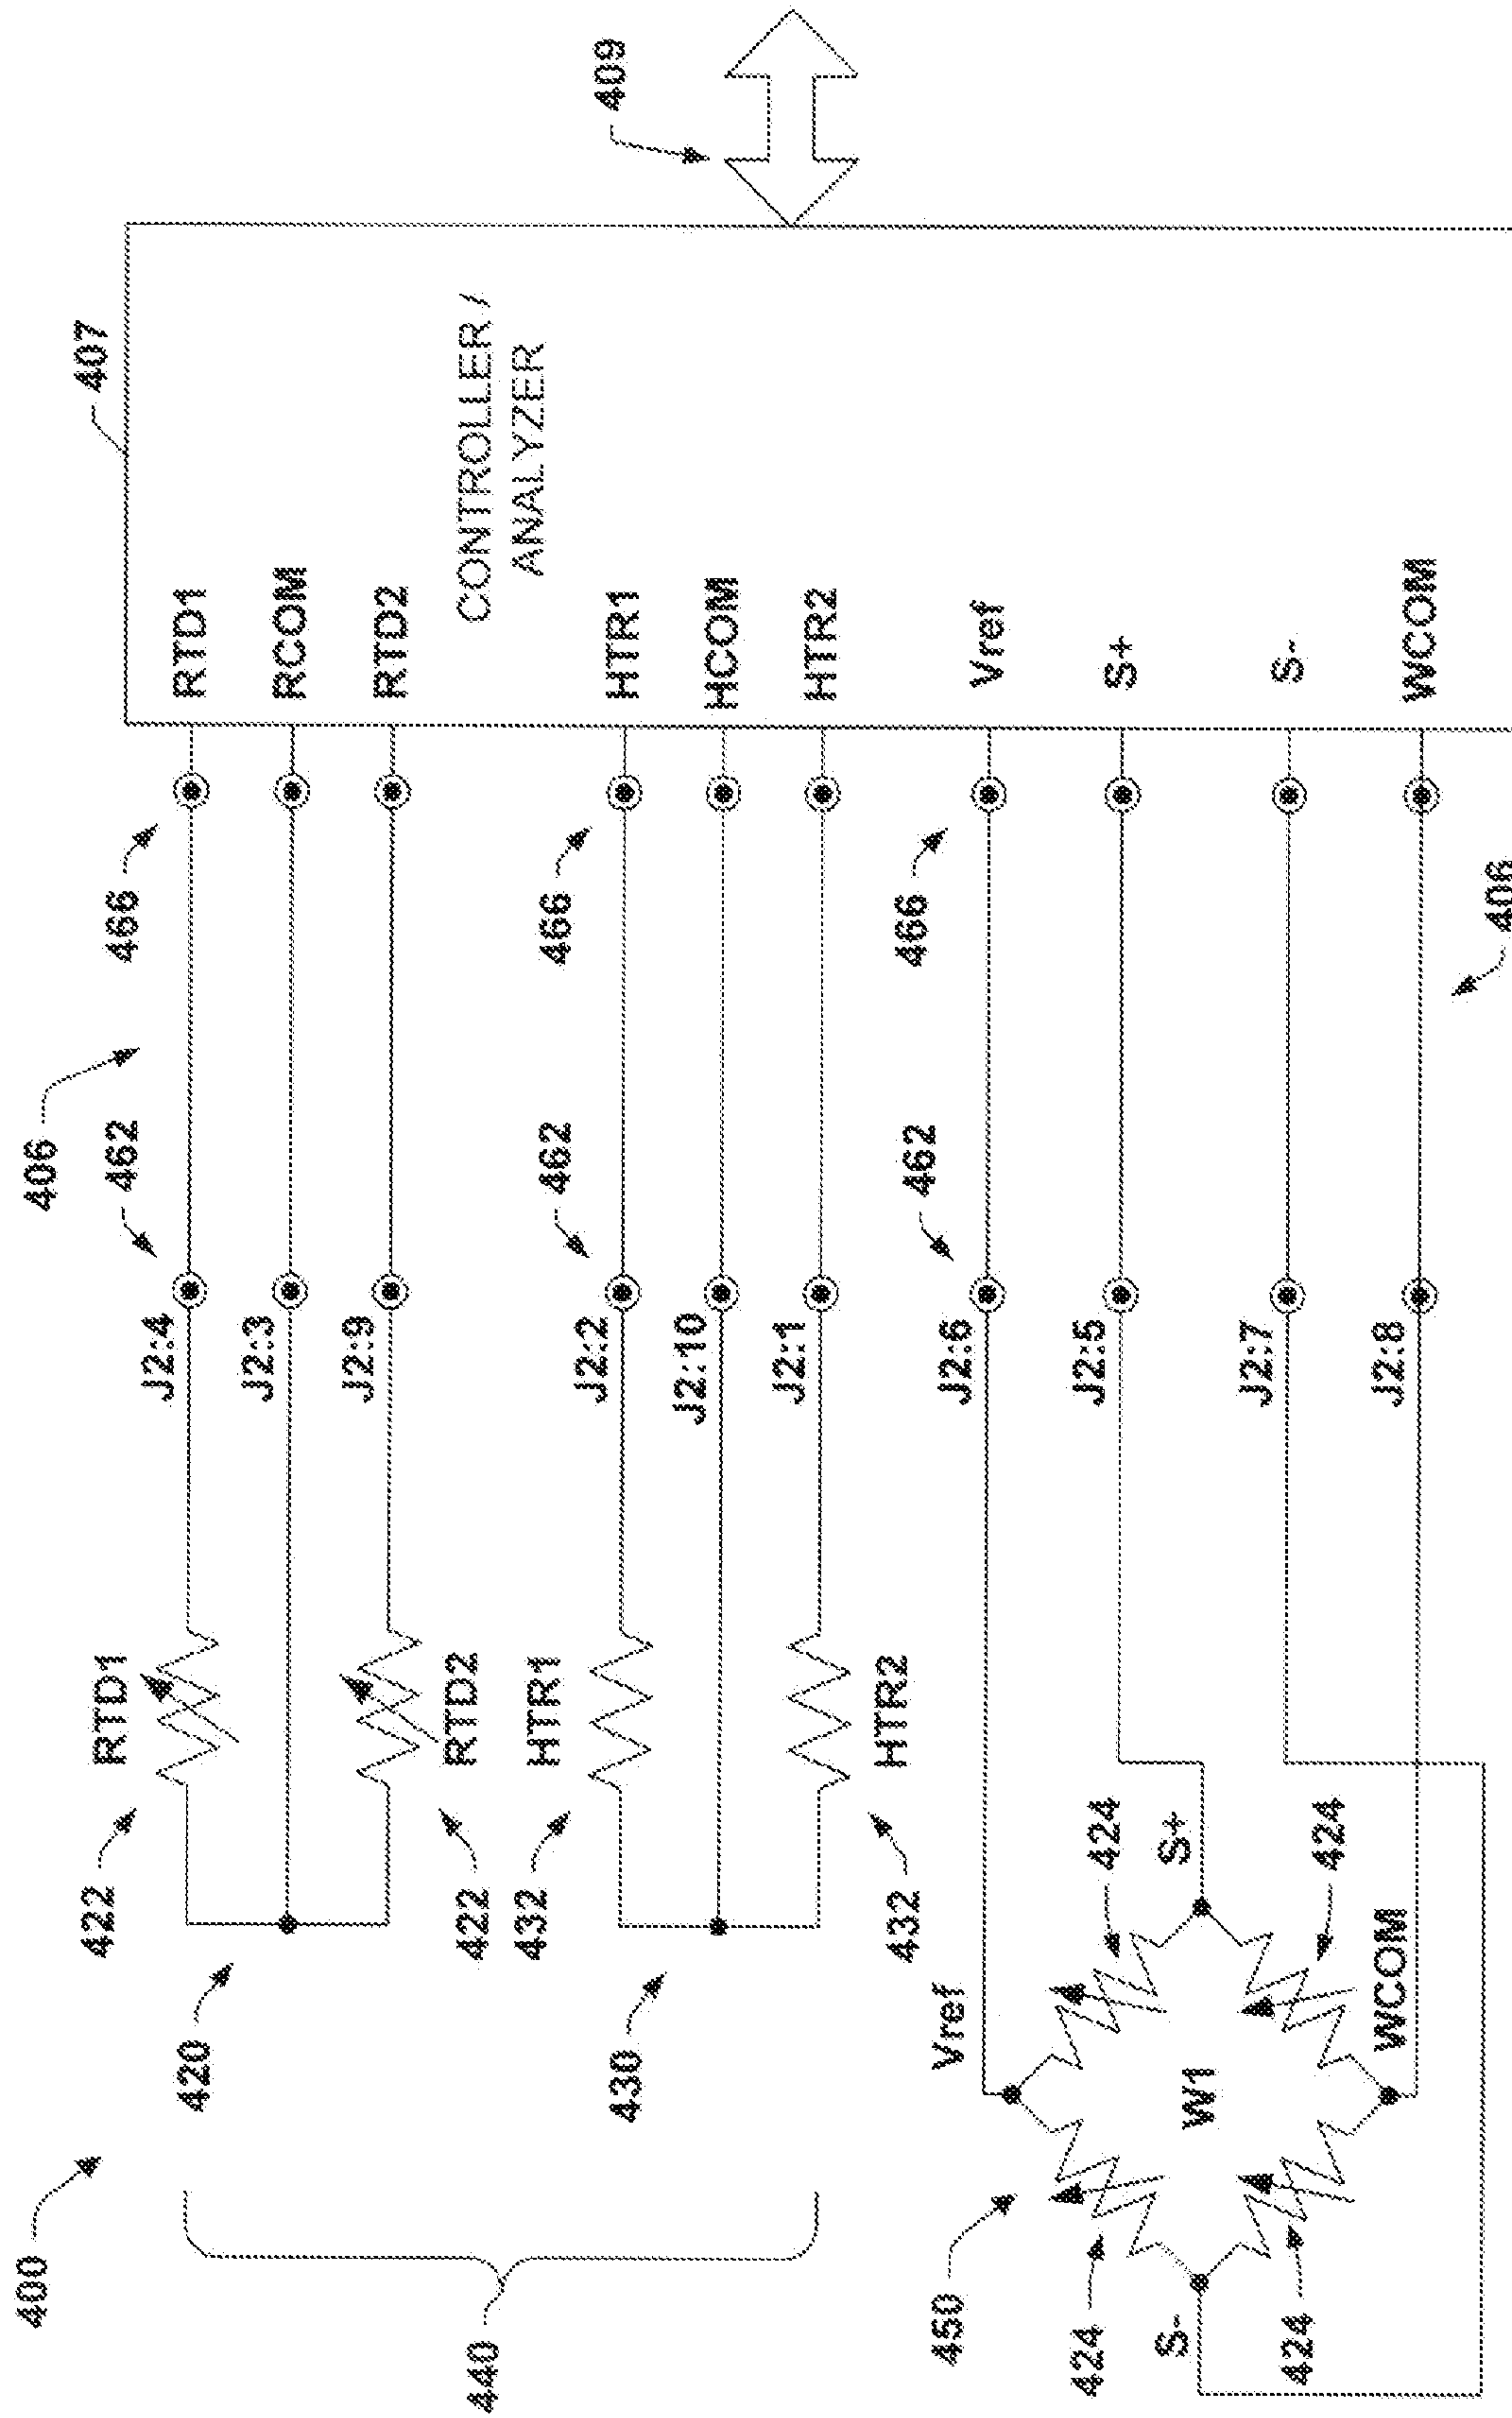 400
440
420
422
RTD1
J2:4
462
406
466
RTD1
407
J2:3
RCOM
422
RTD2
J2:9
RTD2
CONTROLLER /
ANALYZER
409
430
432
HTR1
J2:2
462
466
HTR1
J2:10
HCOM
432
HTR2
J2:1
HTR2
450
Vref
J2:6
462
466
Vref
424
424
S+
J2:5
S+
W1
S-
J2:7
S-
424
424
WCOM
J2:8
WCOM
406